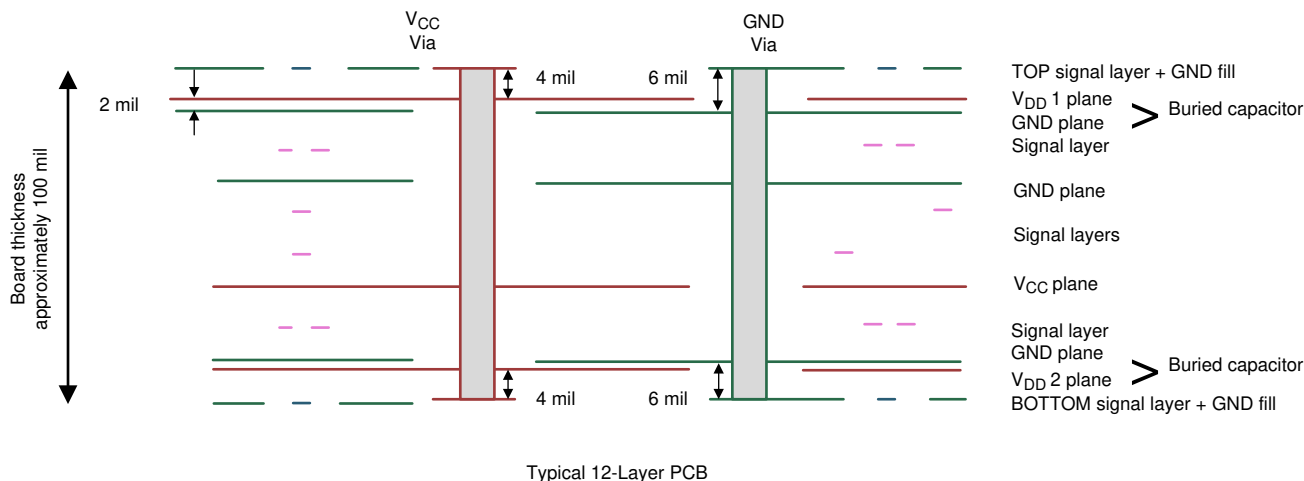 VCC
Via
GND
Via
4 mil
6 mil
2 mil
Board thickness
approximately 100 mil
TOP signal layer + GND fill
VDD 1 plane
GND plane
> Buried capacitor
Signal layer
GND plane
Signal layers
VCC plane
Signal layer
GND plane
VDD 2 plane
> Buried capacitor
BOTTOM signal layer + GND fill
4 mil
6 mil
Typical 12-Layer PCB